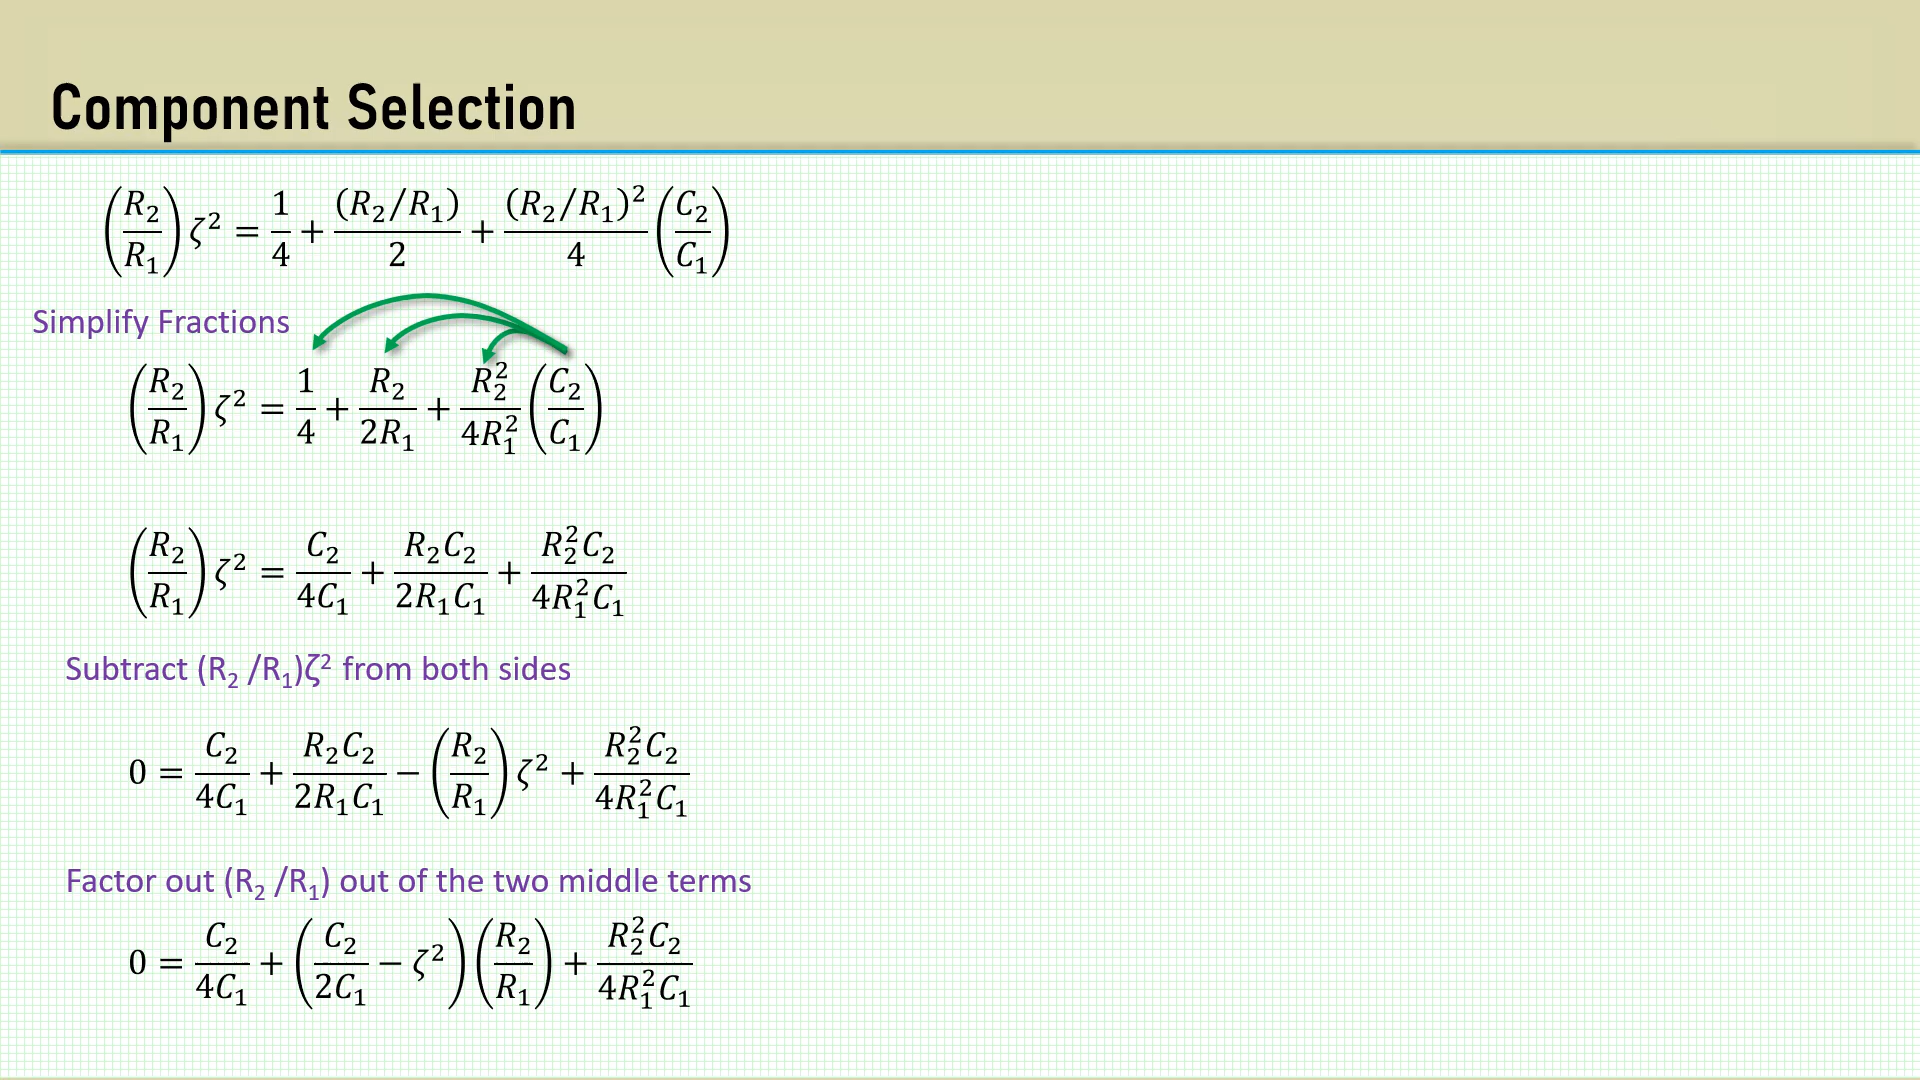 Component Selection
(R₂/R₁) ζ² = 1/4 + (R₂/R₁)/2 + (R₂/R₁)²/4 (C₂/C₁)
Simplify Fractions
(R₂/R₁) ζ² = 1/4 + R₂/2R₁ + R₂²/4R₁² (C₂/C₁)
(R₂/R₁) ζ² = C₂/4C₁ + R₂C₂/2R₁C₁ + R₂²C₂/4R₁²C₁
Subtract (R₂ /R₁)ζ² from both sides
0 = C₂/4C₁ + R₂C₂/2R₁C₁ − (R₂/R₁) ζ² + R₂²C₂/4R₁²C₁
Factor out (R₂ /R₁) out of the two middle terms
0 = C₂/4C₁ + (C₂/2C₁ − ζ²) (R₂/R₁) + R₂²C₂/4R₁²C₁